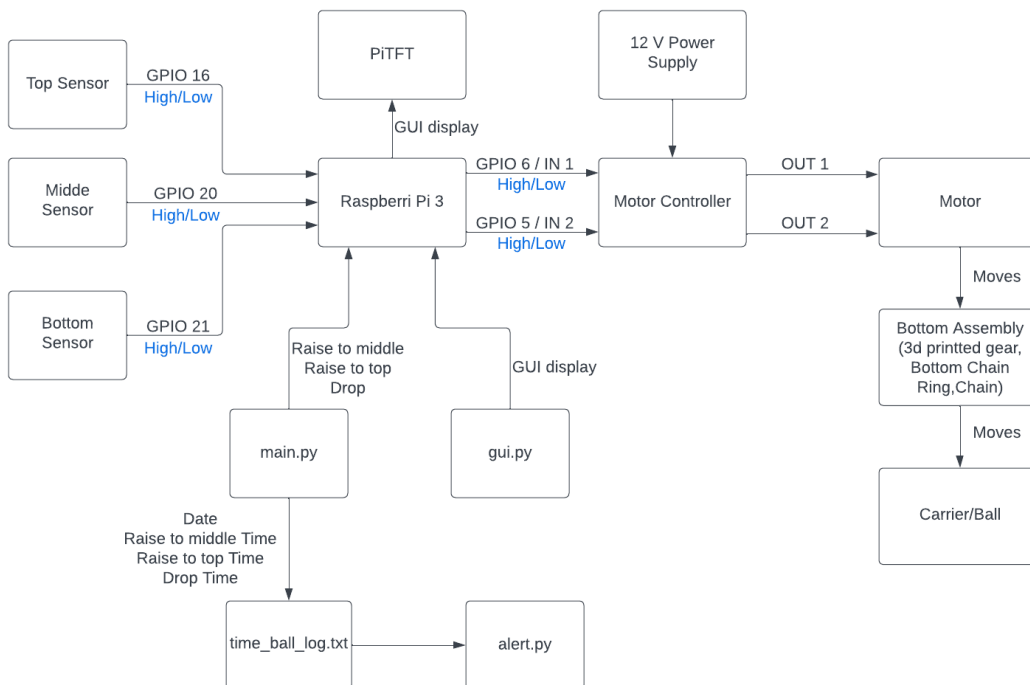 Top Sensor
GPIO 16
High/Low
PiTFT
12 V Power
Supply
GUI display
Midde
Sensor
GPIO 20
High/Low
Raspberri Pi 3
GPIO 6 / IN 1
High/Low
GPIO 5 / IN 2
High/Low
Motor Controller
OUT 1
OUT 2
Motor
Moves
Bottom
Sensor
GPIO 21
High/Low
Raise to middle
Raise to top
Drop
GUI display
Bottom Assembly
(3d printted gear,
Bottom Chain
Ring,Chain)
Moves
main.py
gui.py
Carrier/Ball
Date
Raise to middle Time
Raise to top Time
Drop Time
time_ball_log.txt
alert.py